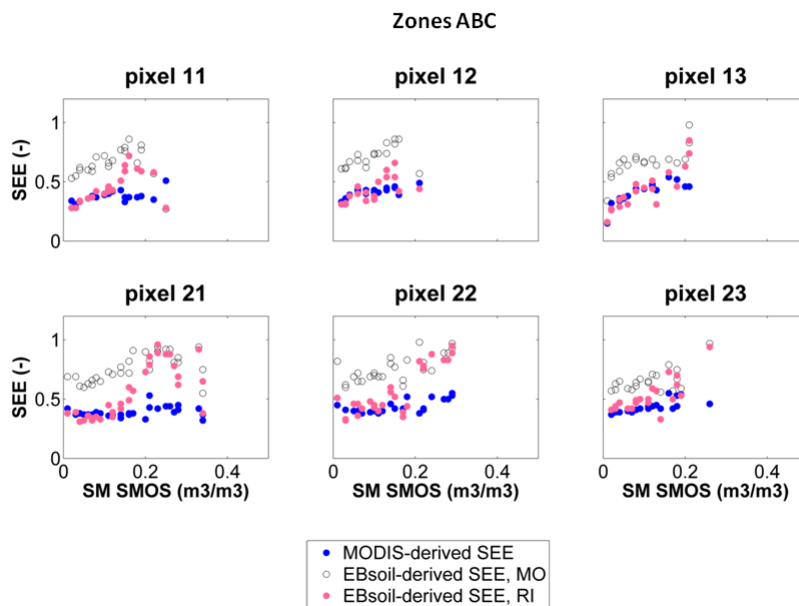 Zones ABC
pixel 11 pixel 12 pixel 13
SEE (-)
1
0.5
0
pixel 21 pixel 22 pixel 23
SEE (-)
1
0.5
0
0 0.2 0.4 0 0.2 0.4 0 0.2 0.4
SM SMOS (m3/m3) SM SMOS (m3/m3) SM SMOS (m3/m3)
MODIS-derived SEE
EBsoil-derived SEE, MO
EBsoil-derived SEE, RI